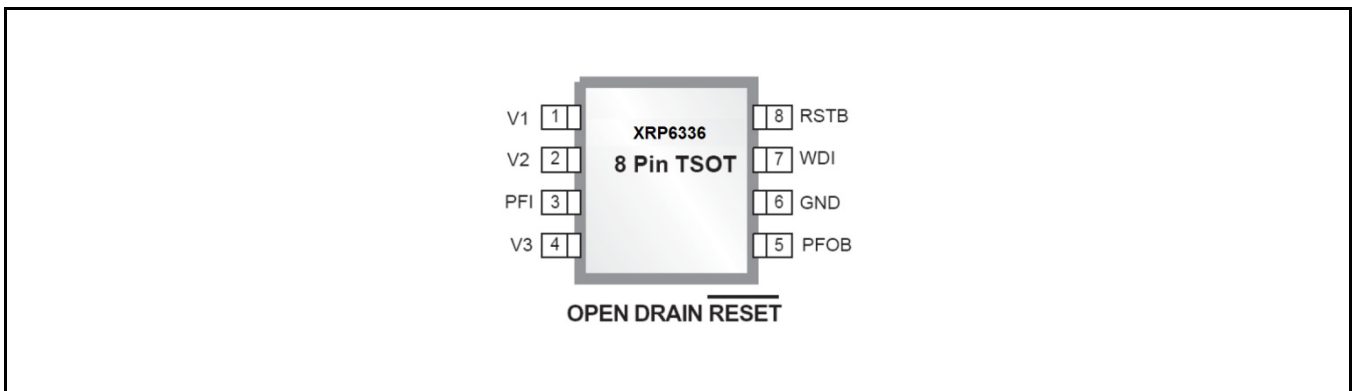 XRP6336
8 Pin TSOT
V1 1
V2 2
PFI 3
V3 4
8 RSTB
7 WDI
6 GND
5 PFOB
OPEN DRAIN RESET